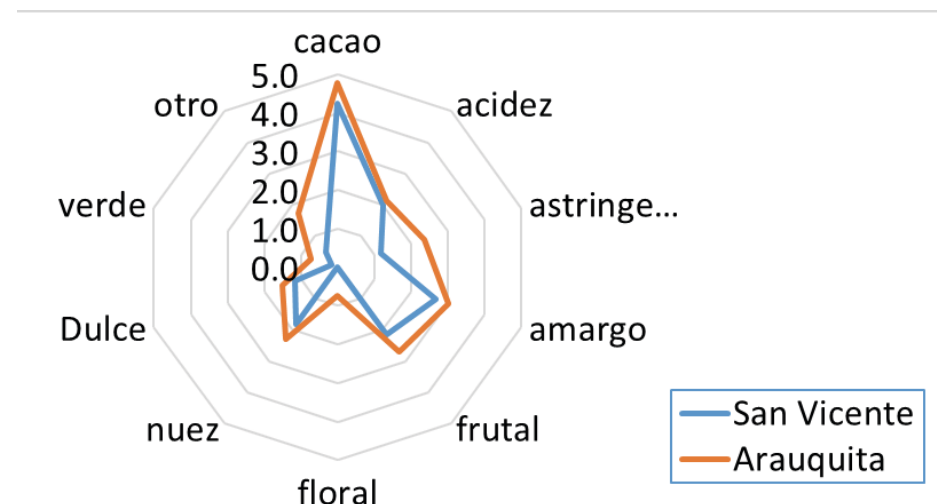 cacao
5.0
otro
acidez
4.0
3.0
verde
2.0
astringe...
1.0
0.0
Dulce
amargo
nuez
frutal
floral
San Vicente
Arauquita